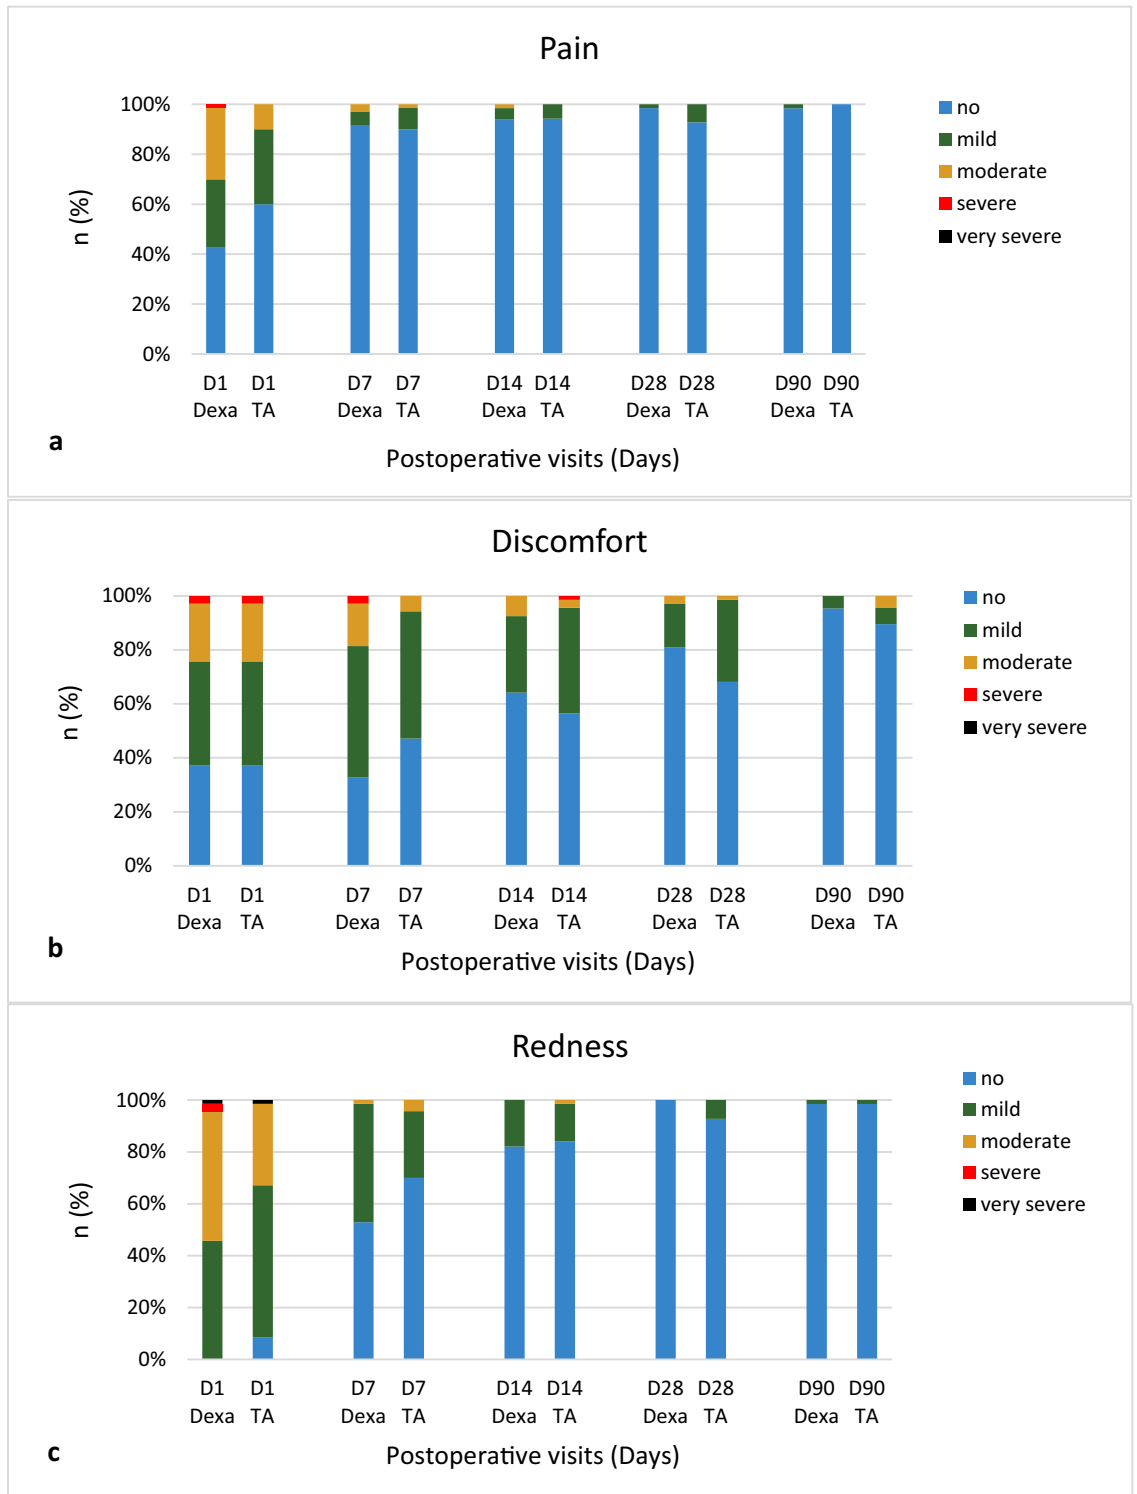 Pain
100%
80%
60%
40%
20%
0%
n (%)
no
mild
moderate
severe
very severe
D1 D1 D7 D7 D14 D14 D28 D28 D90 D90
Dexa TA Dexa TA Dexa TA Dexa TA Dexa TA
a
Postoperative visits (Days)
Discomfort
100%
80%
60%
40%
20%
0%
n (%)
no
mild
moderate
severe
very severe
D1 D1 D7 D7 D14 D14 D28 D28 D90 D90
Dexa TA Dexa TA Dexa TA Dexa TA Dexa TA
b
Postoperative visits (Days)
Redness
100%
80%
60%
40%
20%
0%
n (%)
no
mild
moderate
severe
very severe
D1 D1 D7 D7 D14 D14 D28 D28 D90 D90
Dexa TA Dexa TA Dexa TA Dexa TA Dexa TA
c
Postoperative visits (Days)